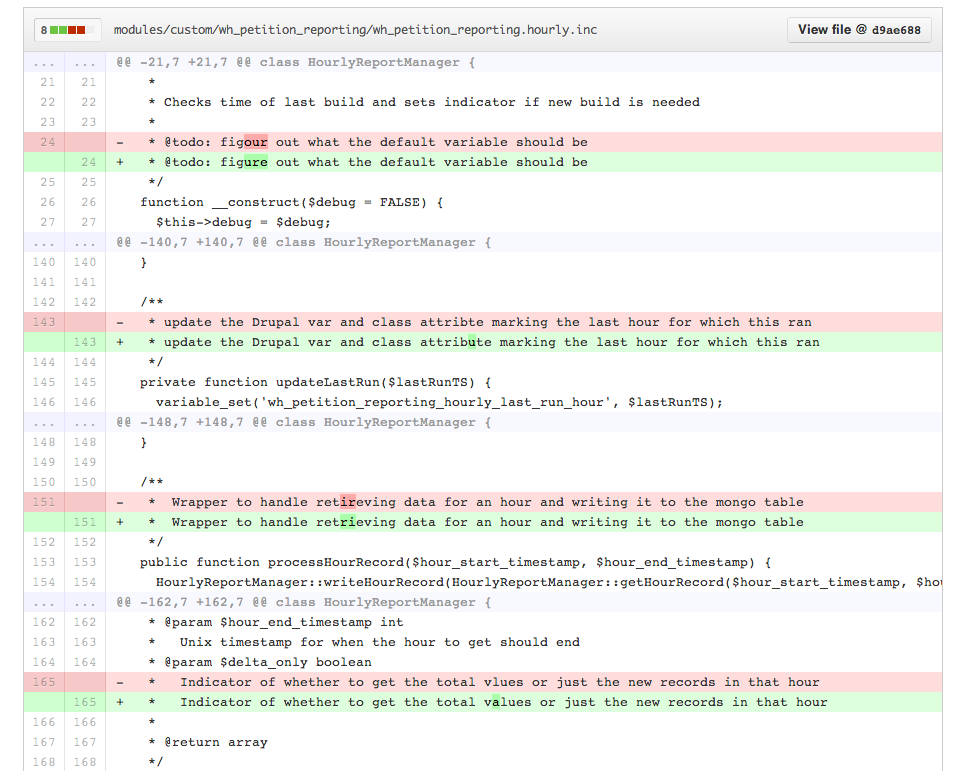 8 modules/custom/wh_petition_reporting/wh_petition_reporting.hourly.inc View file @ d9ae688
... ... @@ -21,7 +21,7 @@ class HourlyReportManager {
21 21 *
22 22 * Checks time of last build and sets indicator if new build is needed
23 23 *
24 - * @todo: figour out what the default variable should be
24 + * @todo: figure out what the default variable should be
25 25 */
26 26 function __construct($debug = FALSE) {
27 27 $this->debug = $debug;
... ... @@ -140,7 +140,7 @@ class HourlyReportManager {
140 140 }
141 141
142 142 /**
143 - * update the Drupal var and class attribte marking the last hour for which this ran
143 + * update the Drupal var and class attribute marking the last hour for which this ran
144 144 */
145 145 private function updateLastRun($lastRunTS) {
146 146 variable_set('wh_petition_reporting_hourly_last_run_hour', $lastRunTS);
... ... @@ -148,7 +148,7 @@ class HourlyReportManager {
148 148 }
149 149
150 150 /**
151 - * Wrapper to handle retireving data for an hour and writing it to the mongo table
151 + * Wrapper to handle retrieving data for an hour and writing it to the mongo table
152 152 */
153 153 public function processHourRecord($hour_start_timestamp, $hour_end_timestamp) {
154 154 HourlyReportManager::writeHourRecord(HourlyReportManager::getHourRecord($hour_start_timestamp, $hou
... ... @@ -162,7 +162,7 @@ class HourlyReportManager {
162 162 * @param $hour_end_timestamp int
163 163 * Unix timestamp for when the hour to get should end
164 164 * @param $delta_only boolean
165 - * Indicator of whether to get the total vlues or just the new records in that hour
165 + * Indicator of whether to get the total values or just the new records in that hour
166 166 *
167 167 * @return array
168 168 */